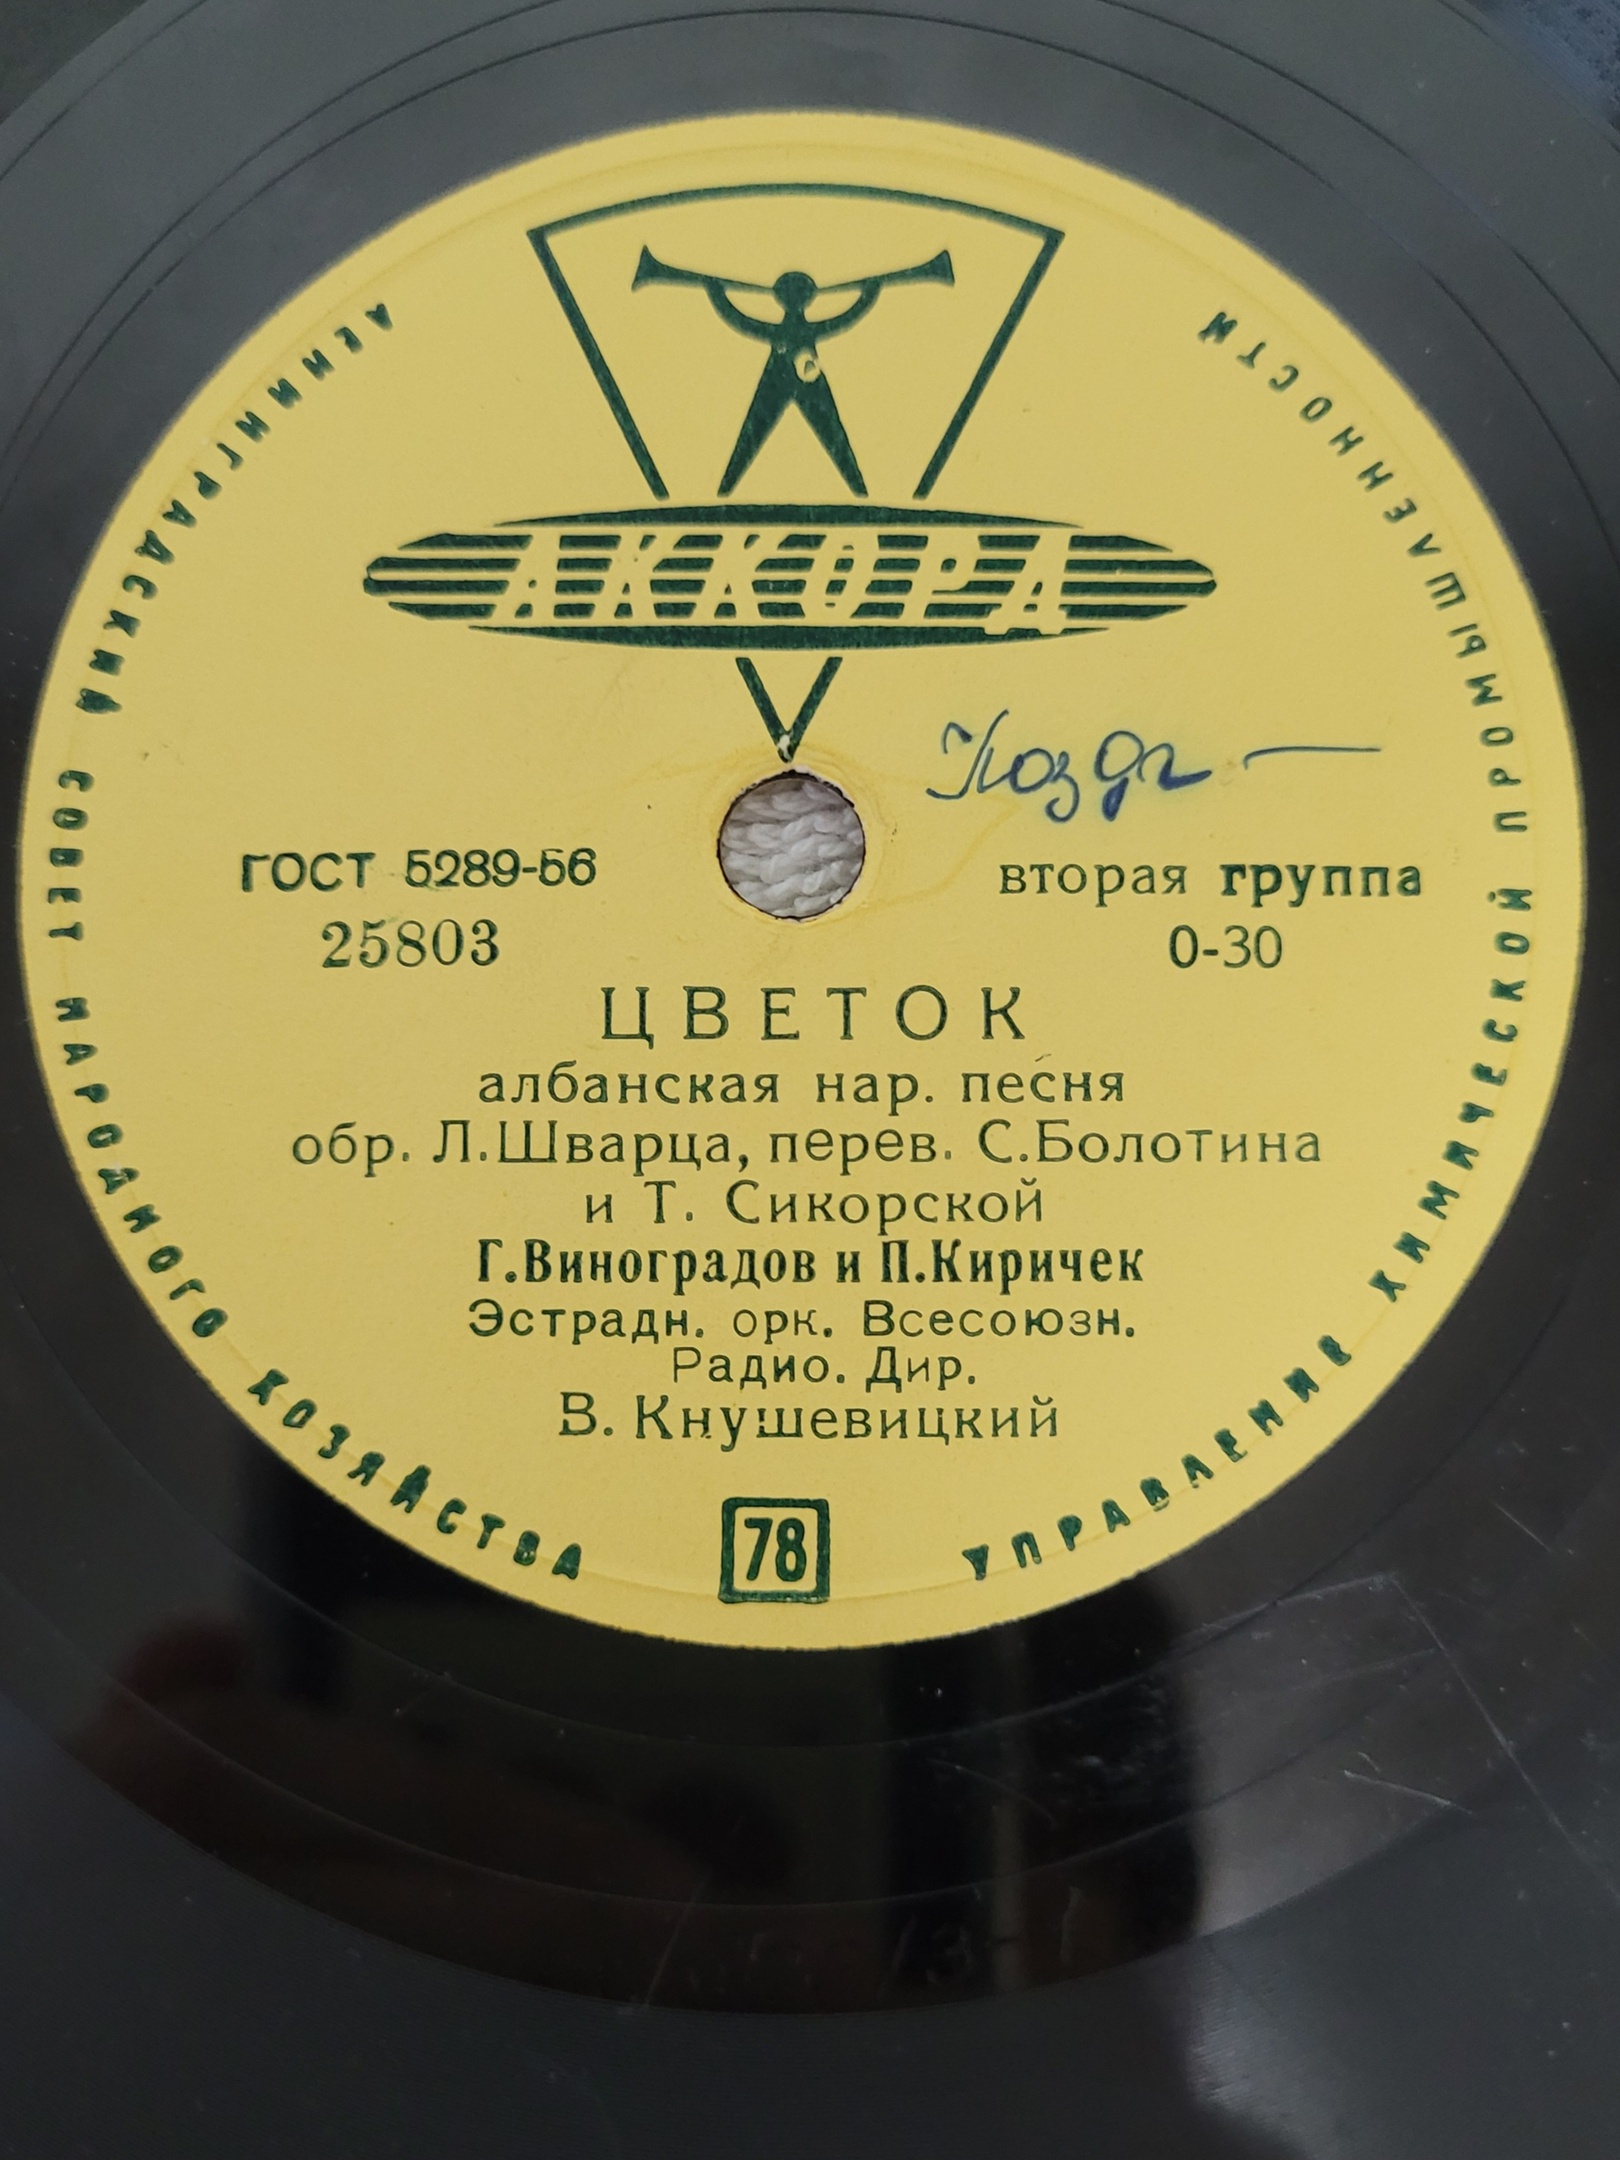 ЛЕНИНГРАДСКИЙ СОВЕТ НАРОДНОГО ХОЗЯЙСТВА
УПРАВЛЕНИЕ ХИМИЧЕСКОЙ ПРОМЫШЛЕННОСТИ
АККОРД
ГОСТ 5289-56
вторая группа
25803
0-30
ЦВЕТОК
албанская нар. песня
обр. Л.Шварца, перев. С.Болотина
и Т. Сикорской
Г.Виноградов и П.Киричек
Эстрадн. орк. Всесоюзн.
Радио. Дир.
В. Кнушевицкий
78